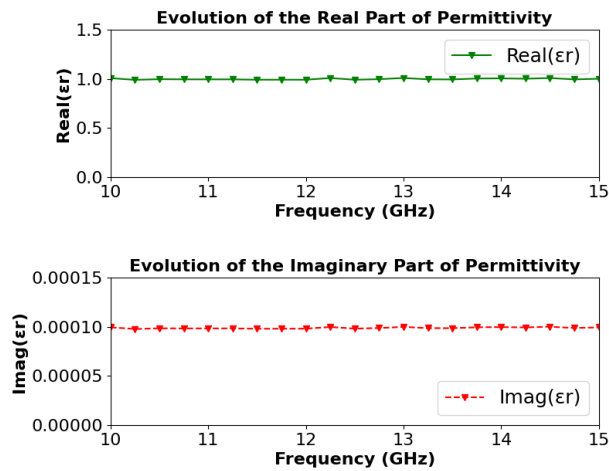 Evolution of the Real Part of Permittivity
1.5
1.0
0.5
0.0
Real(εr)
Real(εr)
10 11 12 13 14 15
Frequency (GHz)
Evolution of the Imaginary Part of Permittivity
0.00015
0.00010
0.00005
0.00000
Imag(εr)
Imag(εr)
10 11 12 13 14 15
Frequency (GHz)